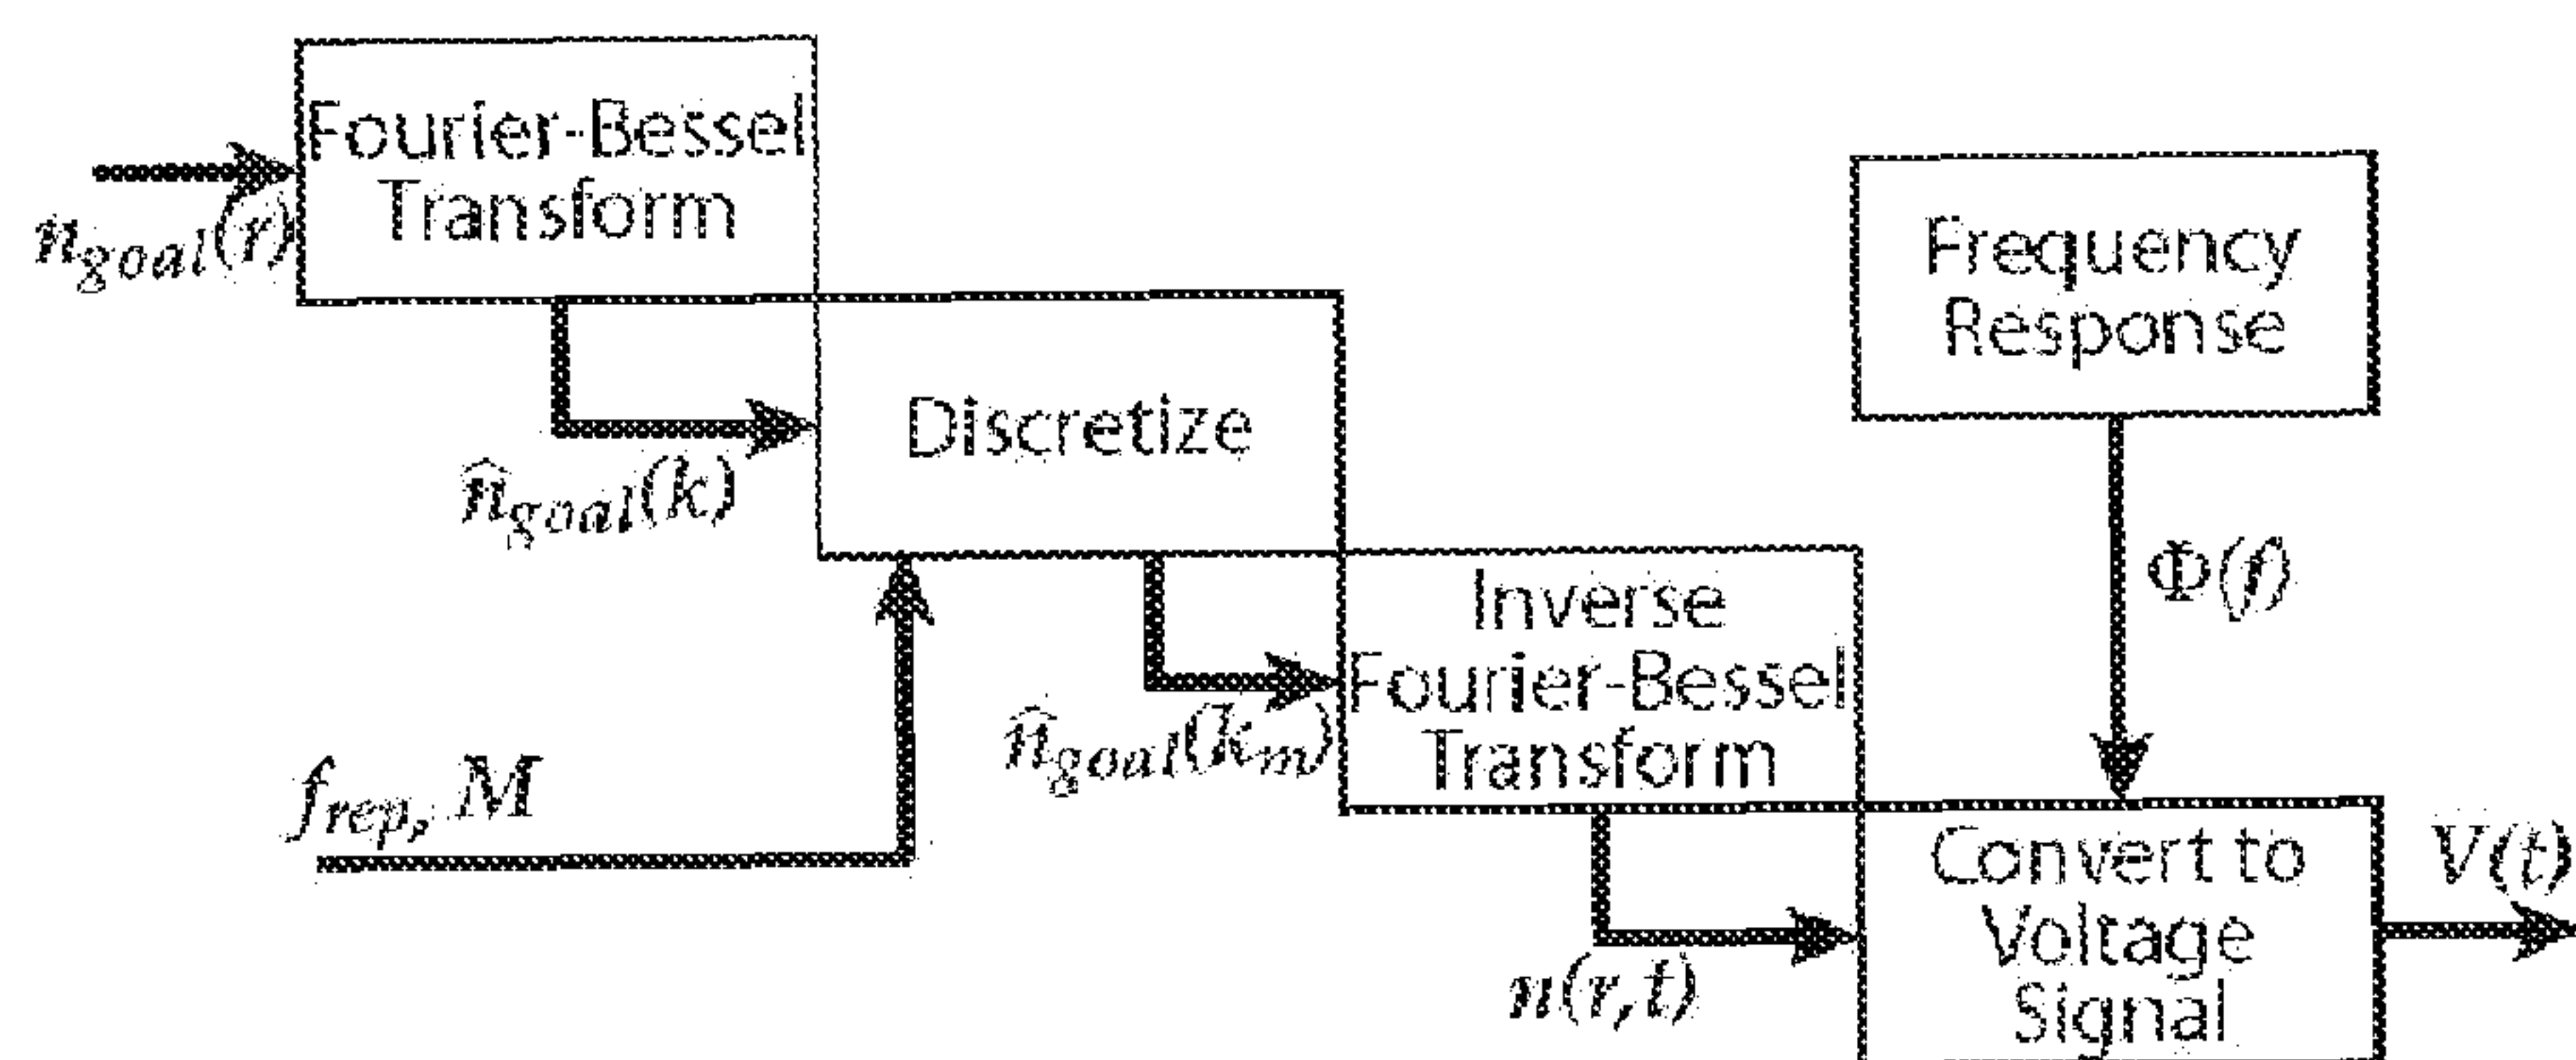 Fourier-Bessel
Transform
n_goal(r)
Frequency
Response
Discretize
n̂_goal(k)
Φ(f)
Inverse
Fourier-Bessel
Transform
n̂_goal(k_m)
f_rep, M
Convert to
Voltage
Signal
V(t)
n(r,t)